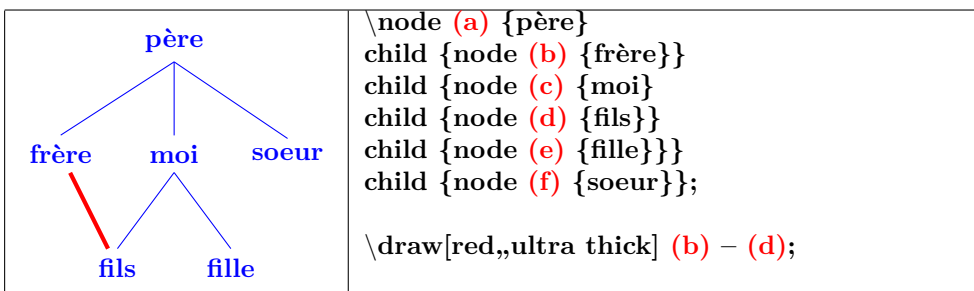 père
frère moi soeur
fils fille
\node (a) {père}
child {node (b) {frère}}
child {node (c) {moi}
child {node (d) {fils}}
child {node (e) {fille}}}
child {node (f) {soeur}};
\draw[red,,ultra thick] (b) – (d);